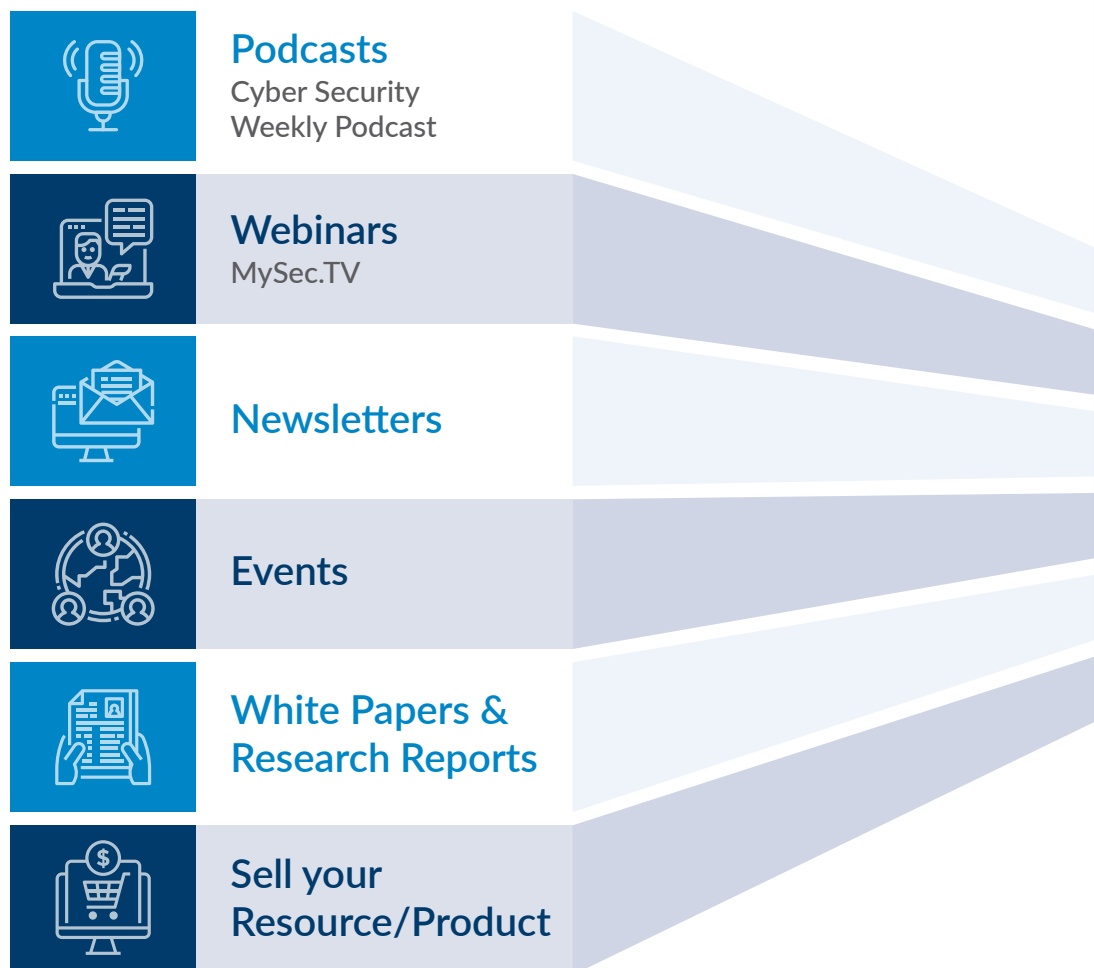 Podcasts
Cyber Security
Weekly Podcast
Webinars
MySec.TV
Newsletters
Events
White Papers &
Research Reports
$
Sell your
Resource/Product